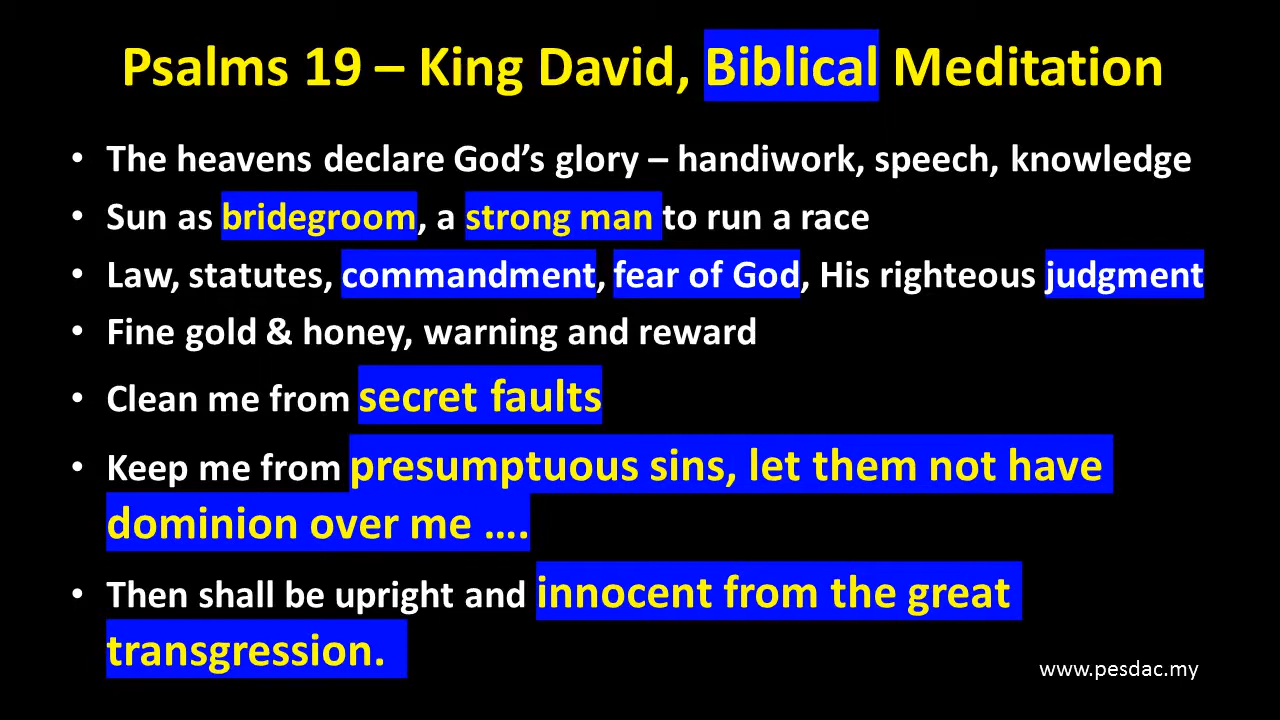 Psalms 19 – King David, Biblical Meditation
• The heavens declare God’s glory – handiwork, speech, knowledge
• Sun as bridegroom, a strong man to run a race
• Law, statutes, commandment, fear of God, His righteous judgment
• Fine gold & honey, warning and reward
• Clean me from secret faults
• Keep me from presumptuous sins, let them not have
dominion over me ….
• Then shall be upright and innocent from the great
transgression.
www.pesdac.my